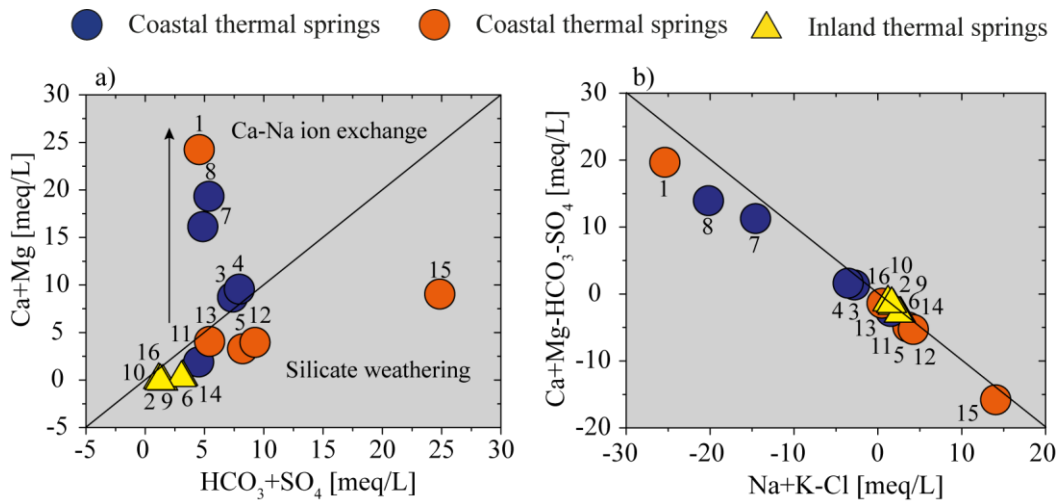 Coastal thermal springs Coastal thermal springs Inland thermal springs
a)
30
25
20
15
10
5
0
-5
Ca+Mg [meq/L]
-5 0 5 10 15 20 25 30
HCO₃+SO₄ [meq/L]
Ca-Na ion exchange
Silicate weathering
1
8
7
3 4
15
11 13 5 12
16
10
2 9 6 14
b)
30
20
10
0
-10
-20
Ca+Mg-HCO₃-SO₄ [meq/L]
-30 -20 -10 0 10 20
Na+K-Cl [meq/L]
1
8
7
4 3
16 10
2 9
6 14
13
11 5 12
15